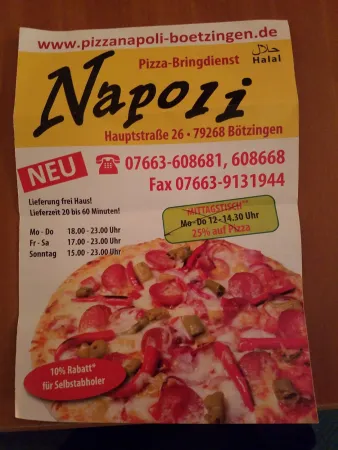 www.pizzanapoli-boetzingen.de
Pizza-Bringdienst
حلال
Halal
Napoli
Hauptstraße 26 • 79268 Bötzingen
NEU
☎ 07663-608681, 608668
Fax 07663-9131944
Lieferung frei Haus!
Lieferzeit 20 bis 60 Minuten!
Mo - Do 18.00 - 23.00 Uhr
Fr - Sa 17.00 - 23.00 Uhr
Sonntag 15.00 - 23.00 Uhr
"MITTAGSTISCH"
Mo - Do 12 - 14.30 Uhr
25% auf Pizza
10% Rabatt*
für Selbstabholer